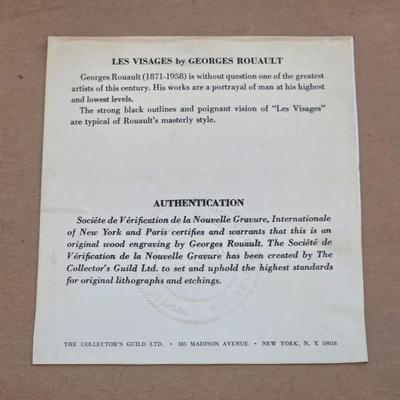 LES VISAGES by GEORGES ROUAULT
Georges Rouault (1871-1958) is without question one of the greatest
artists of this century. His works are a portrayal of man at his highest
and lowest levels.
The strong black outlines and poignant vision of "Les Visages"
are typical of Rouault's masterly style.
AUTHENTICATION
Societe de Vérification de la Nouvelle Gravure, Internationale
of New York and Paris certifies and warrants that this is an
original wood engraving by Georges Rouault. The Société de
Vérification de la Nouvelle Gravure has been created by The
Collector's Guild Ltd. to set and uphold the highest standards
for original lithographs and etchings.
THE COLLECTOR'S GUILD LTD. • 185 MADISON AVENUE • NEW YORK, N. Y. 10016